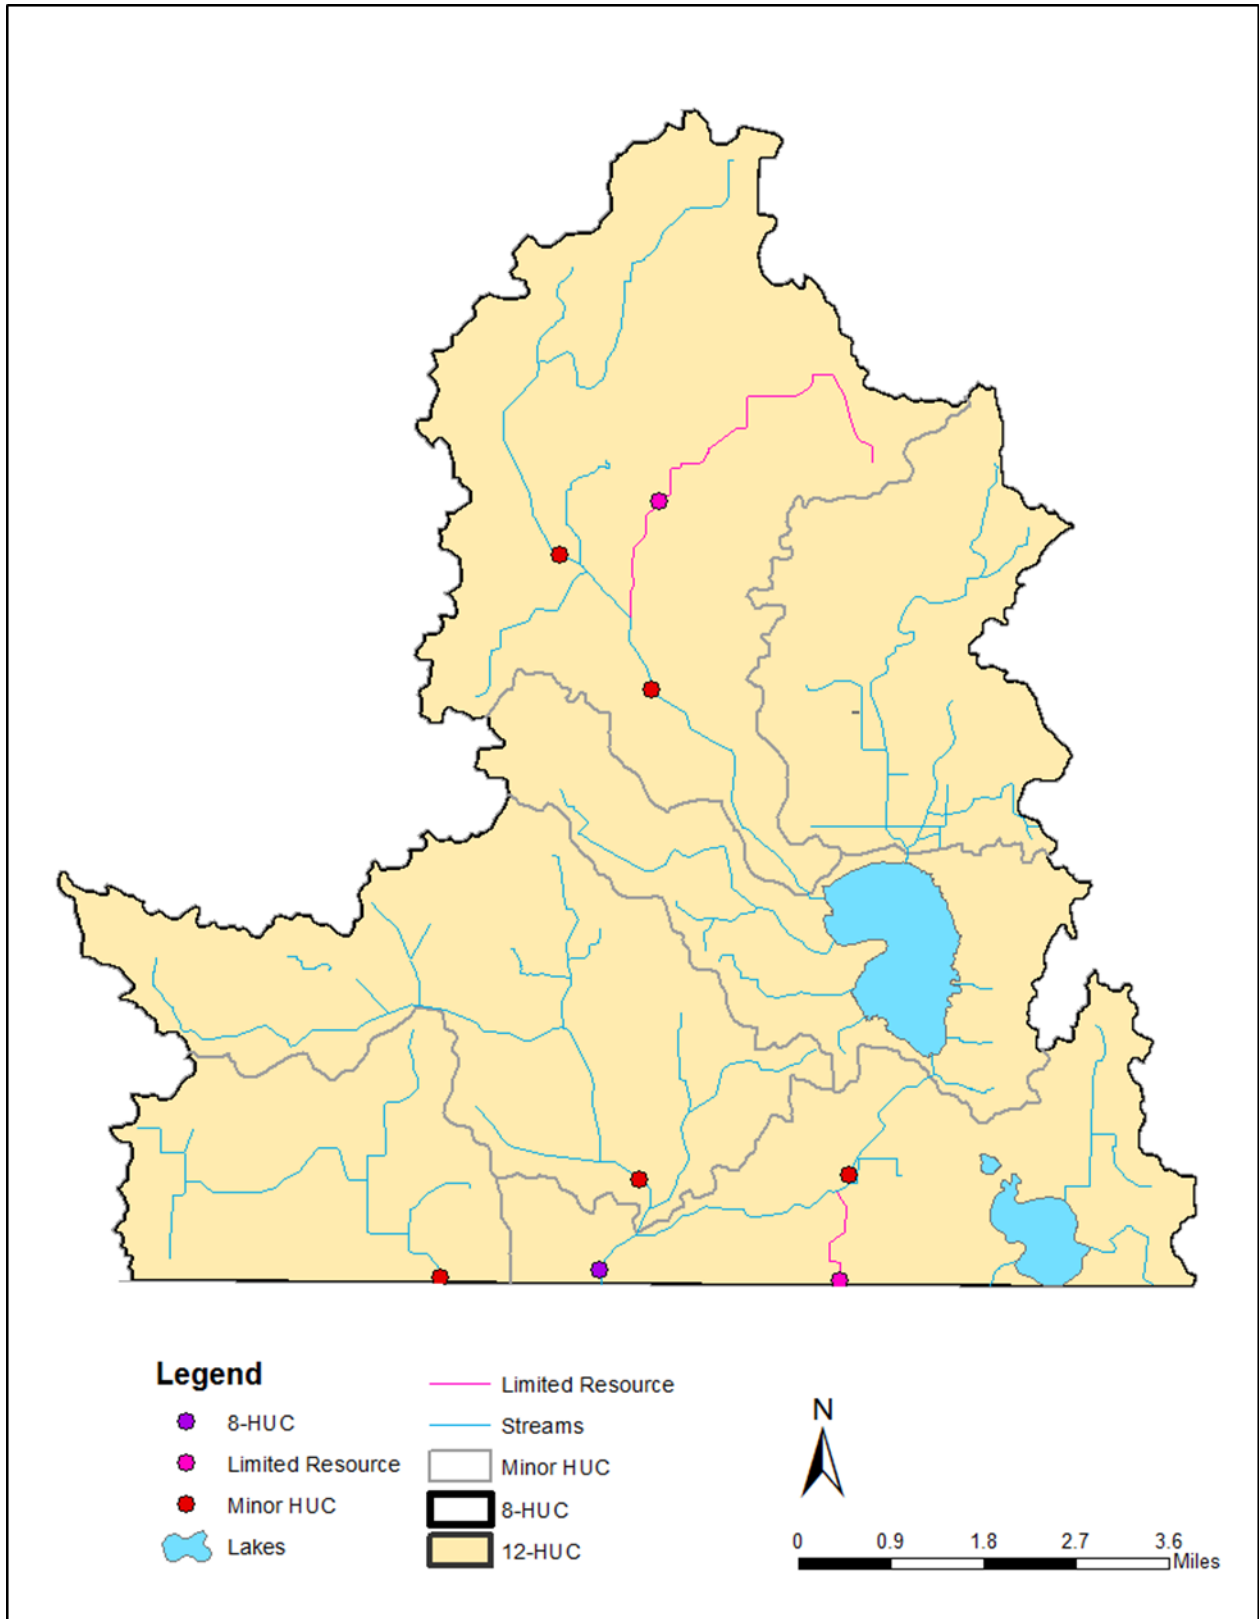 Legend
8-HUC
Limited Resource
Minor HUC
Lakes
Limited Resource
Streams
Minor HUC
8-HUC
12-HUC
N
0 0.9 1.8 2.7 3.6
Miles